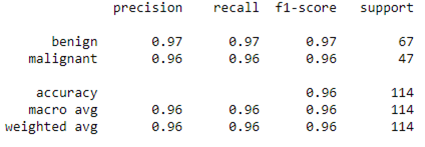 precision recall f1-score support
benign 0.97 0.97 0.97 67
malignant 0.96 0.96 0.96 47
accuracy 0.96 114
macro avg 0.96 0.96 0.96 114
weighted avg 0.96 0.96 0.96 114